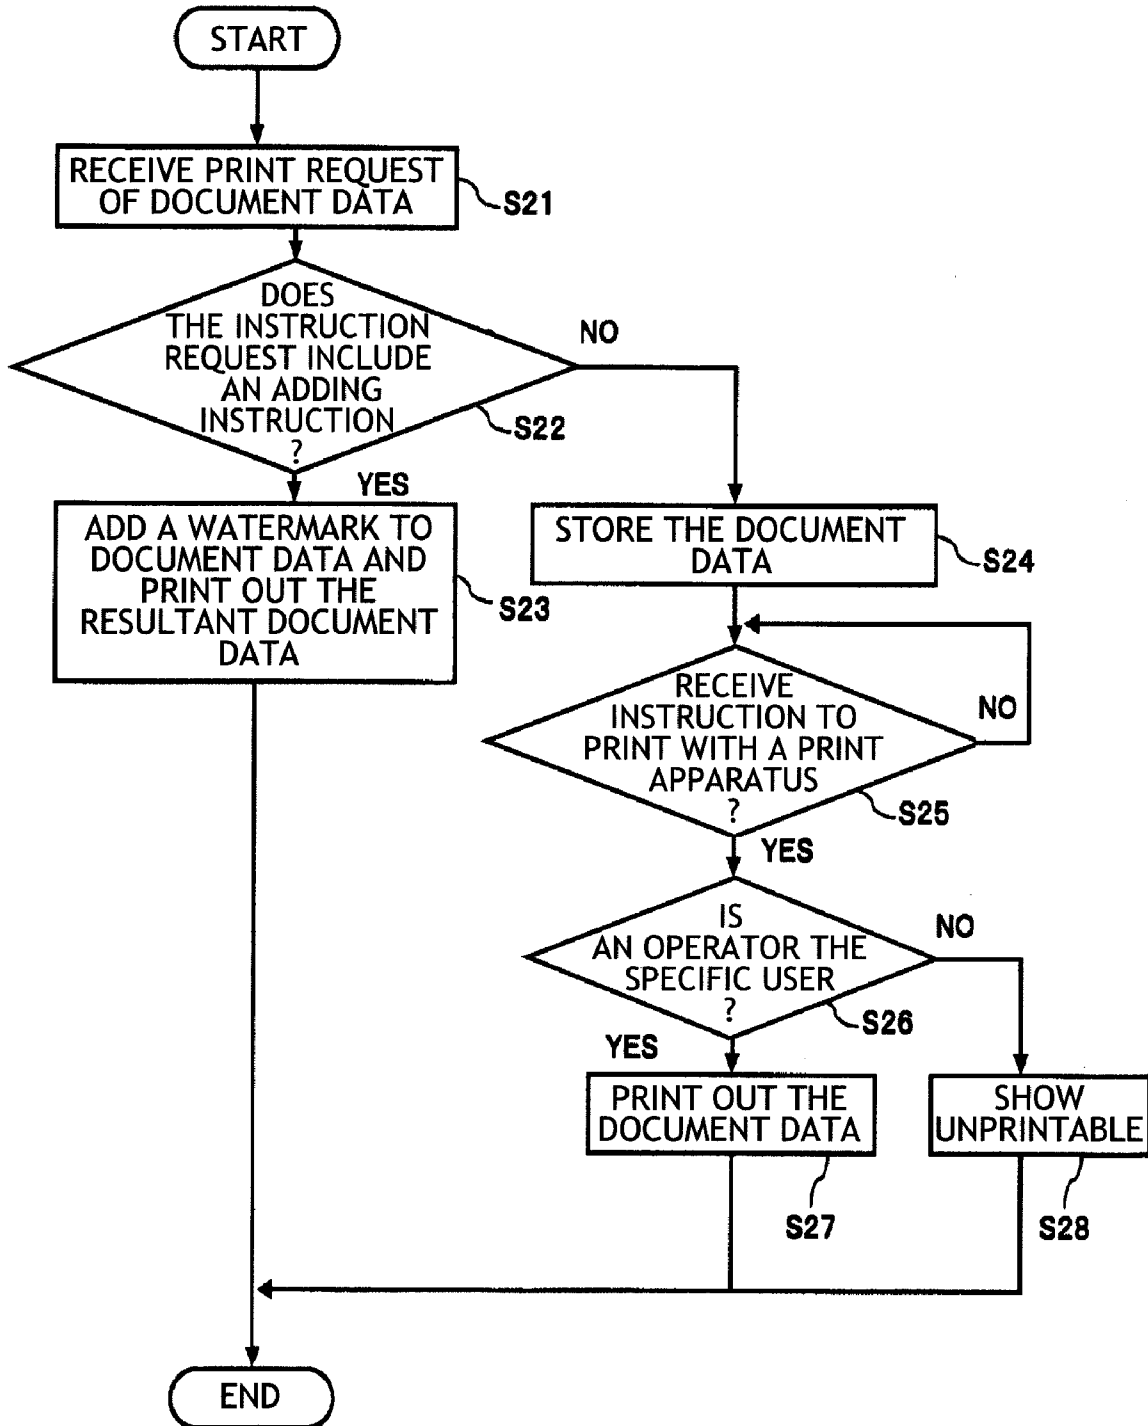 START
RECEIVE PRINT REQUEST
OF DOCUMENT DATA
S21
DOES
THE INSTRUCTION
REQUEST INCLUDE
AN ADDING
INSTRUCTION
?
S22
NO
YES
ADD A WATERMARK TO
DOCUMENT DATA AND
PRINT OUT THE
RESULTANT DOCUMENT
DATA
S23
STORE THE DOCUMENT
DATA
S24
RECEIVE
INSTRUCTION TO
PRINT WITH A PRINT
APPARATUS
?
S25
NO
YES
IS
AN OPERATOR THE
SPECIFIC USER
?
S26
NO
YES
PRINT OUT THE
DOCUMENT DATA
S27
SHOW
UNPRINTABLE
S28
END